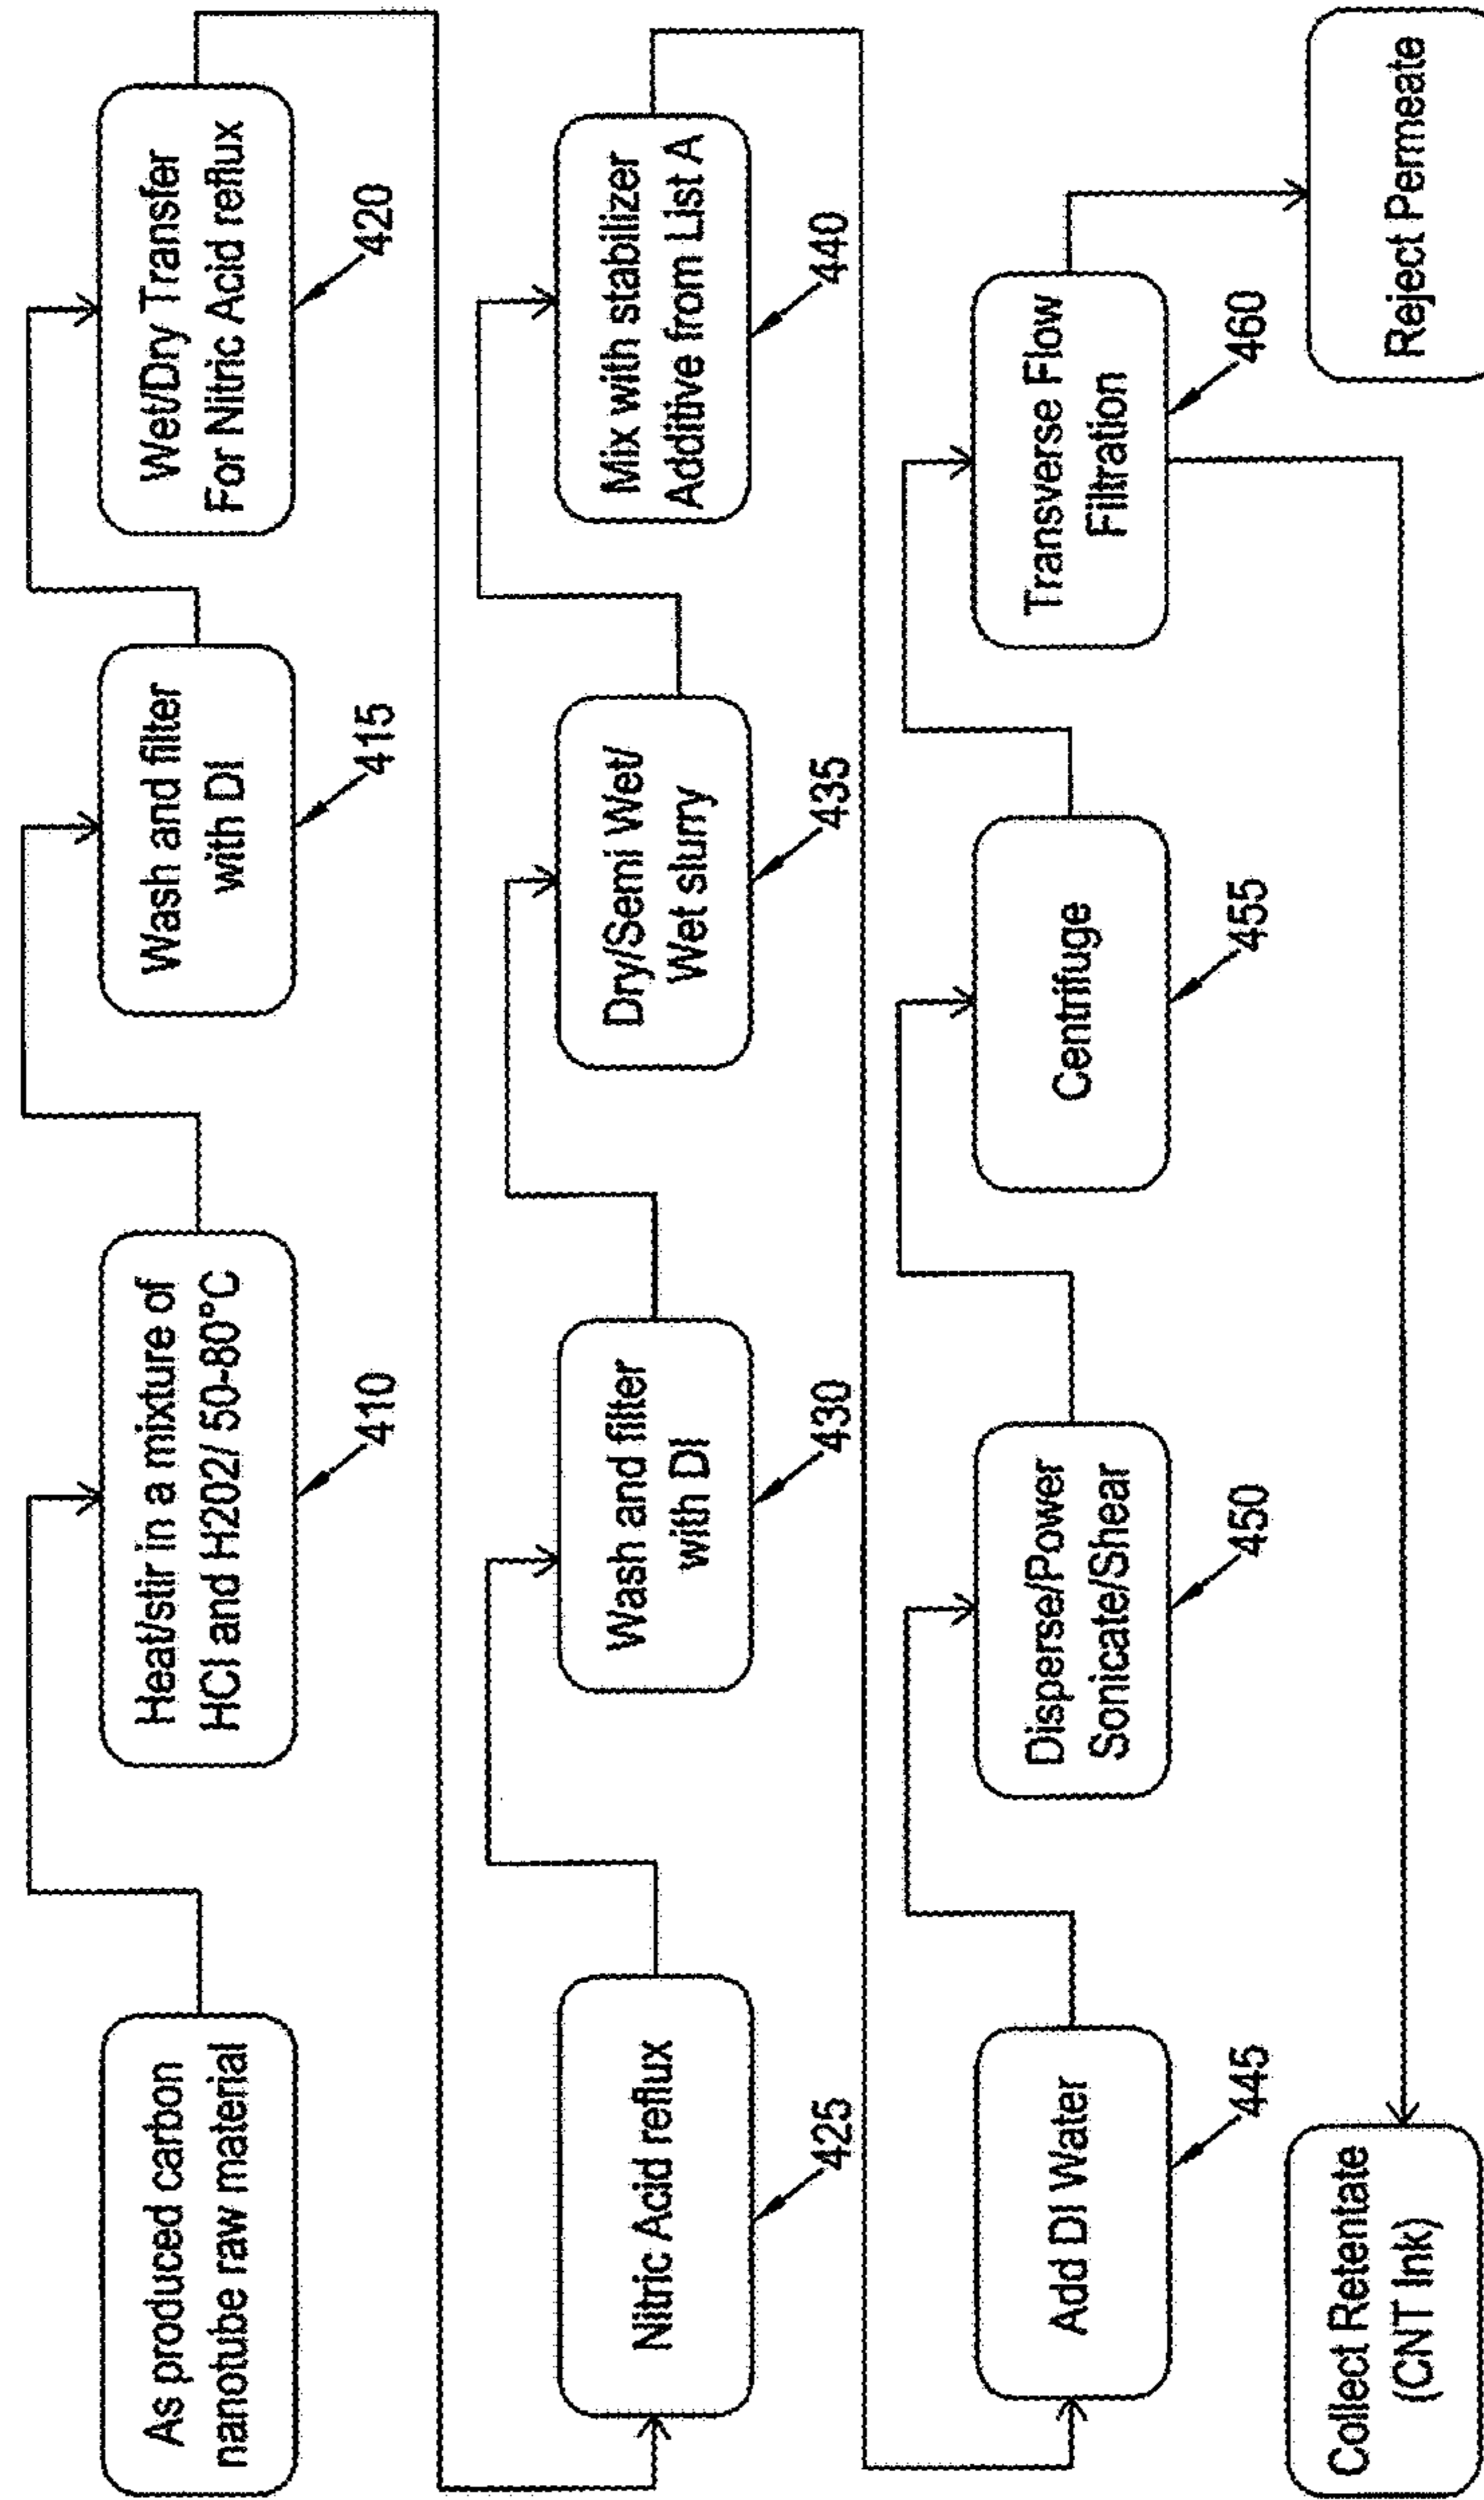 As produced carbon
nanotube raw material
Heat/stir in a mixture of
HCl and H202/ 50-80°C
410
Wash and filter
with DI
415
Wet/Dry Transfer
For Nitric Acid reflux
420
Nitric Acid reflux
425
Wash and filter
with DI
430
Dry/Semi Wet/
Wet slurry
435
Mix with stabilizer
Additive from List A
440
Add DI Water
445
Disperse/Power
Sonicate/Shear
450
Centrifuge
455
Transverse Flow
Filtration
460
Collect Retentate
(CNT Ink)
Reject Permeate